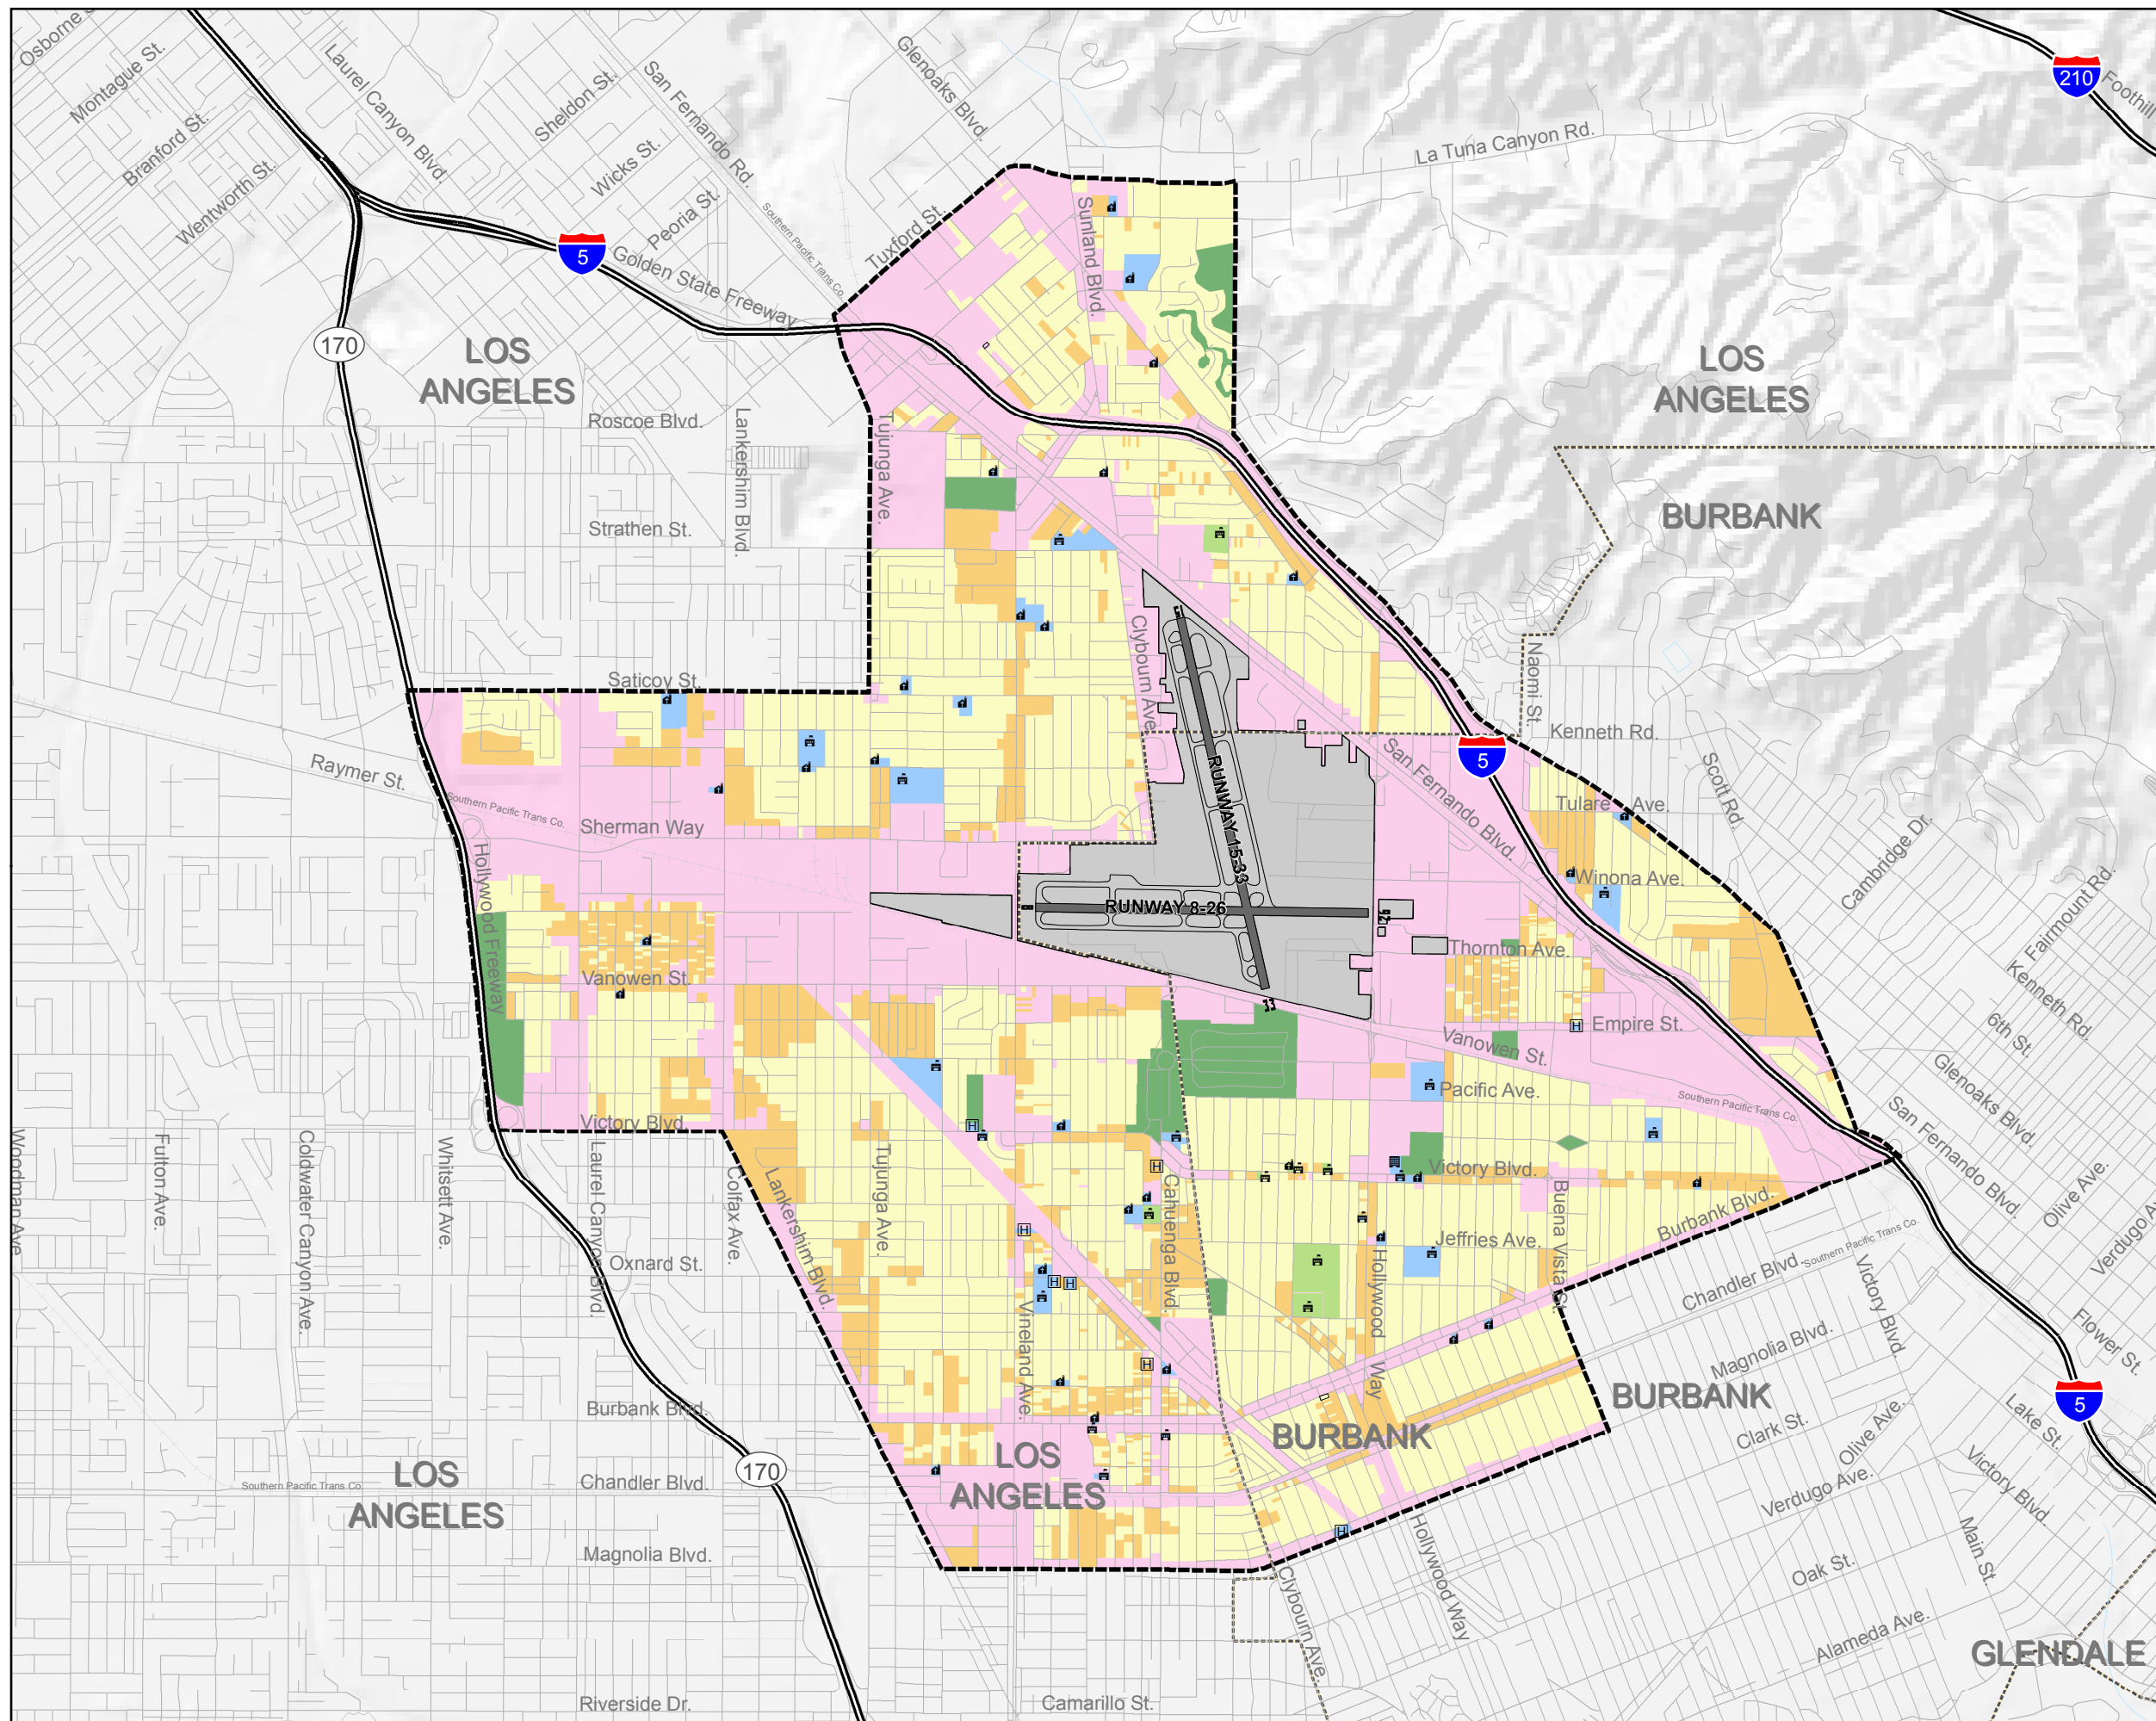 Osborne S
Montague St.
Branford St.
Wentworth St.
Laurel Canyon Blvd.
Sheldon St.
Wicks St.
Peoria St.
San Fernando Rd.
Southern Pacific Trans Co.
Glenoaks Blvd.
Tuxford St.
Sunland Blvd.
La Tuna Canyon Rd.
210
Foothill
5
Golden State Freeway
170
LOS
ANGELES
LOS
ANGELES
BURBANK
Roscoe Blvd.
Lankershim Blvd.
Tujunga Ave.
Strathen St.
Saticoy St.
Clybourn Ave.
Naomi St.
Kenneth Rd.
5
San Fernando Blvd.
Scott Rd.
Tulare Ave.
Cambridge Dr.
Raymer St.
Southern Pacific Trans Co.
Sherman Way
RUNWAY 15-33
RUNWAY 8-26
Winona Ave.
Fairmount Rd.
Kenneth Rd.
Hollywood Freeway
Thornton Ave.
Vanowen St.
33
H
Empire St.
Vanowen St.
6th St.
Glenoaks Blvd.
Pacific Ave.
Southern Pacific Trans Co.
San Fernando Blvd.
Victory Blvd.
H
H
Victory Blvd.
Olive Ave.
Verdugo A
Woodman Ave.
Fulton Ave.
Coldwater Canyon Ave.
Whitsett Ave.
Laurel Canyon Blvd.
Colfax Ave.
Lankershim Blvd.
Tujunga Ave.
Cahuenga Blvd.
Buena Vista St.
Burbank Blvd.
H
Jeffries Ave.
Oxnard St.
H
H
Vineland Ave.
Hollywood
Way
Chandler Blvd.
Southern Pacific Trans Co.
Victory Blvd.
Flower St.
Magnolia Blvd.
H
BURBANK
5
Burbank Blvd.
BURBANK
Clark St.
Olive Ave.
Lake St.
LOS
ANGELES
LOS
ANGELES
170
Southern Pacific Trans Co.
Chandler Blvd.
Verdugo Ave.
Victory Blvd.
H
Magnolia Blvd.
Hollywood Way
Main St.
Oak St.
Clybourn Ave.
Alameda Ave.
GLENDALE
Riverside Dr.
Camarillo St.